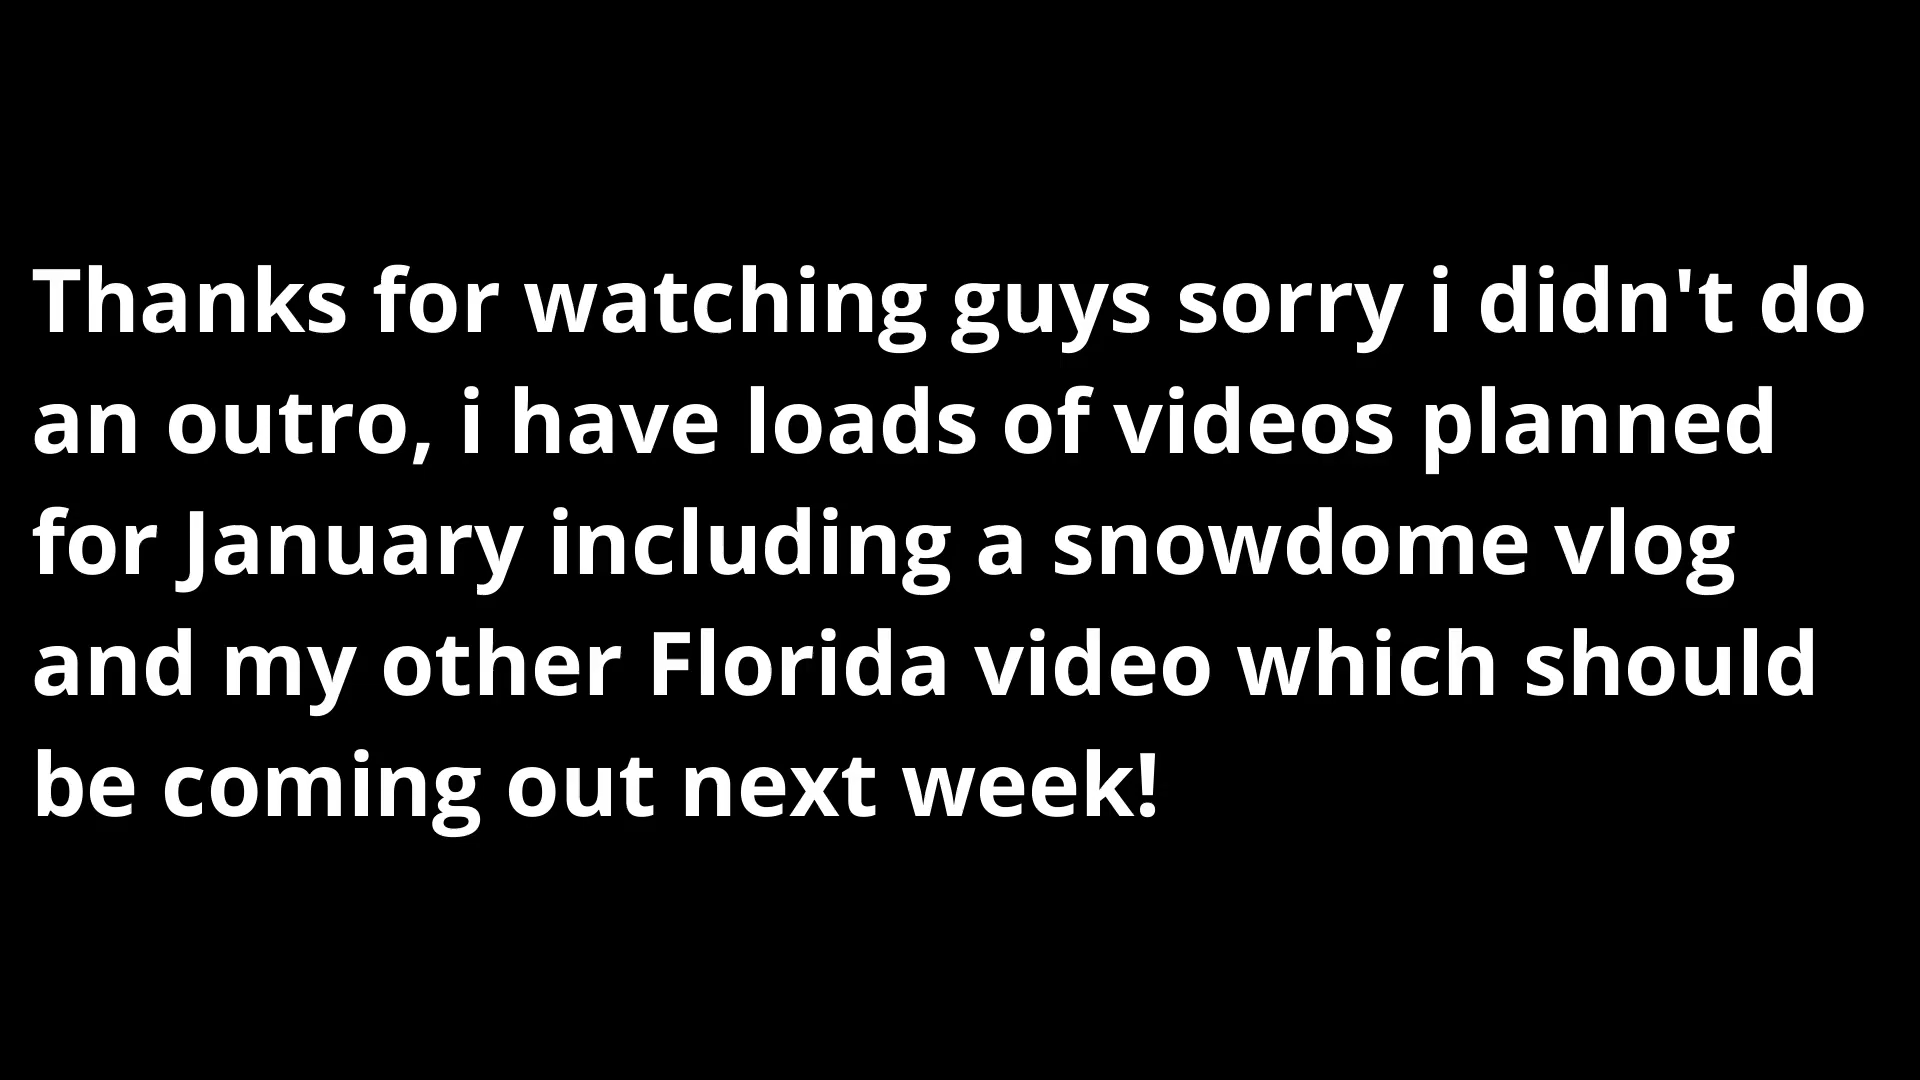 Thanks for watching guys sorry i didn't do
an outro, i have loads of videos planned
for January including a snowdome vlog
and my other Florida video which should
be coming out next week!